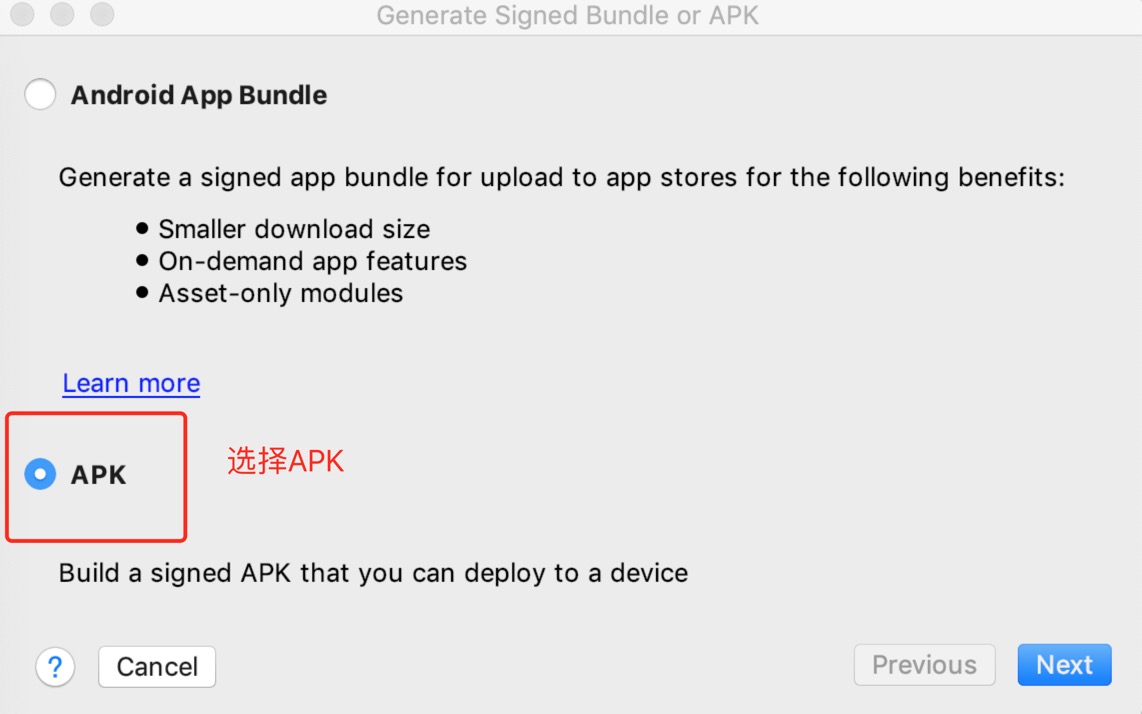 Generate Signed Bundle or APK
Android App Bundle
Generate a signed app bundle for upload to app stores for the following benefits:
• Smaller download size
• On-demand app features
• Asset-only modules
Learn more
APK
选择APK
Build a signed APK that you can deploy to a device
? Cancel Previous Next